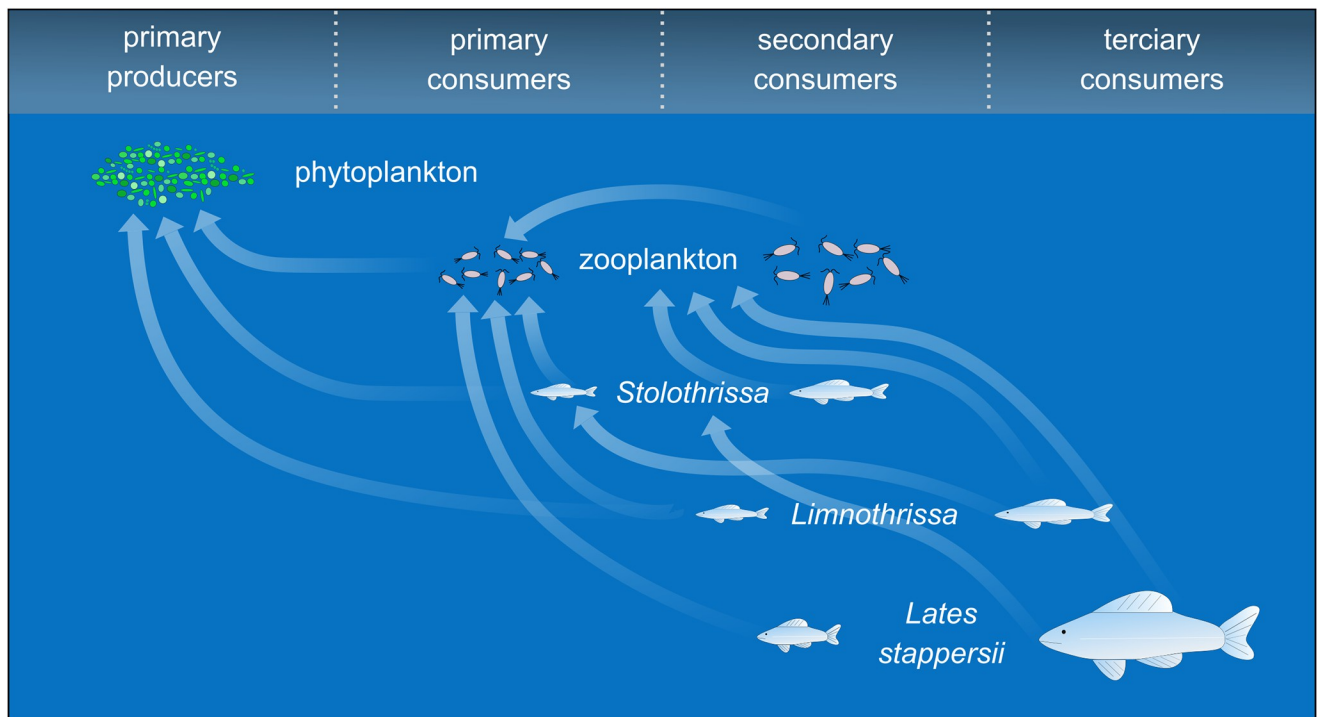 primary
producers
primary
consumers
secondary
consumers
terciary
consumers
phytoplankton
zooplankton
Stolothrissa
Limnothrissa
Lates
stappersii